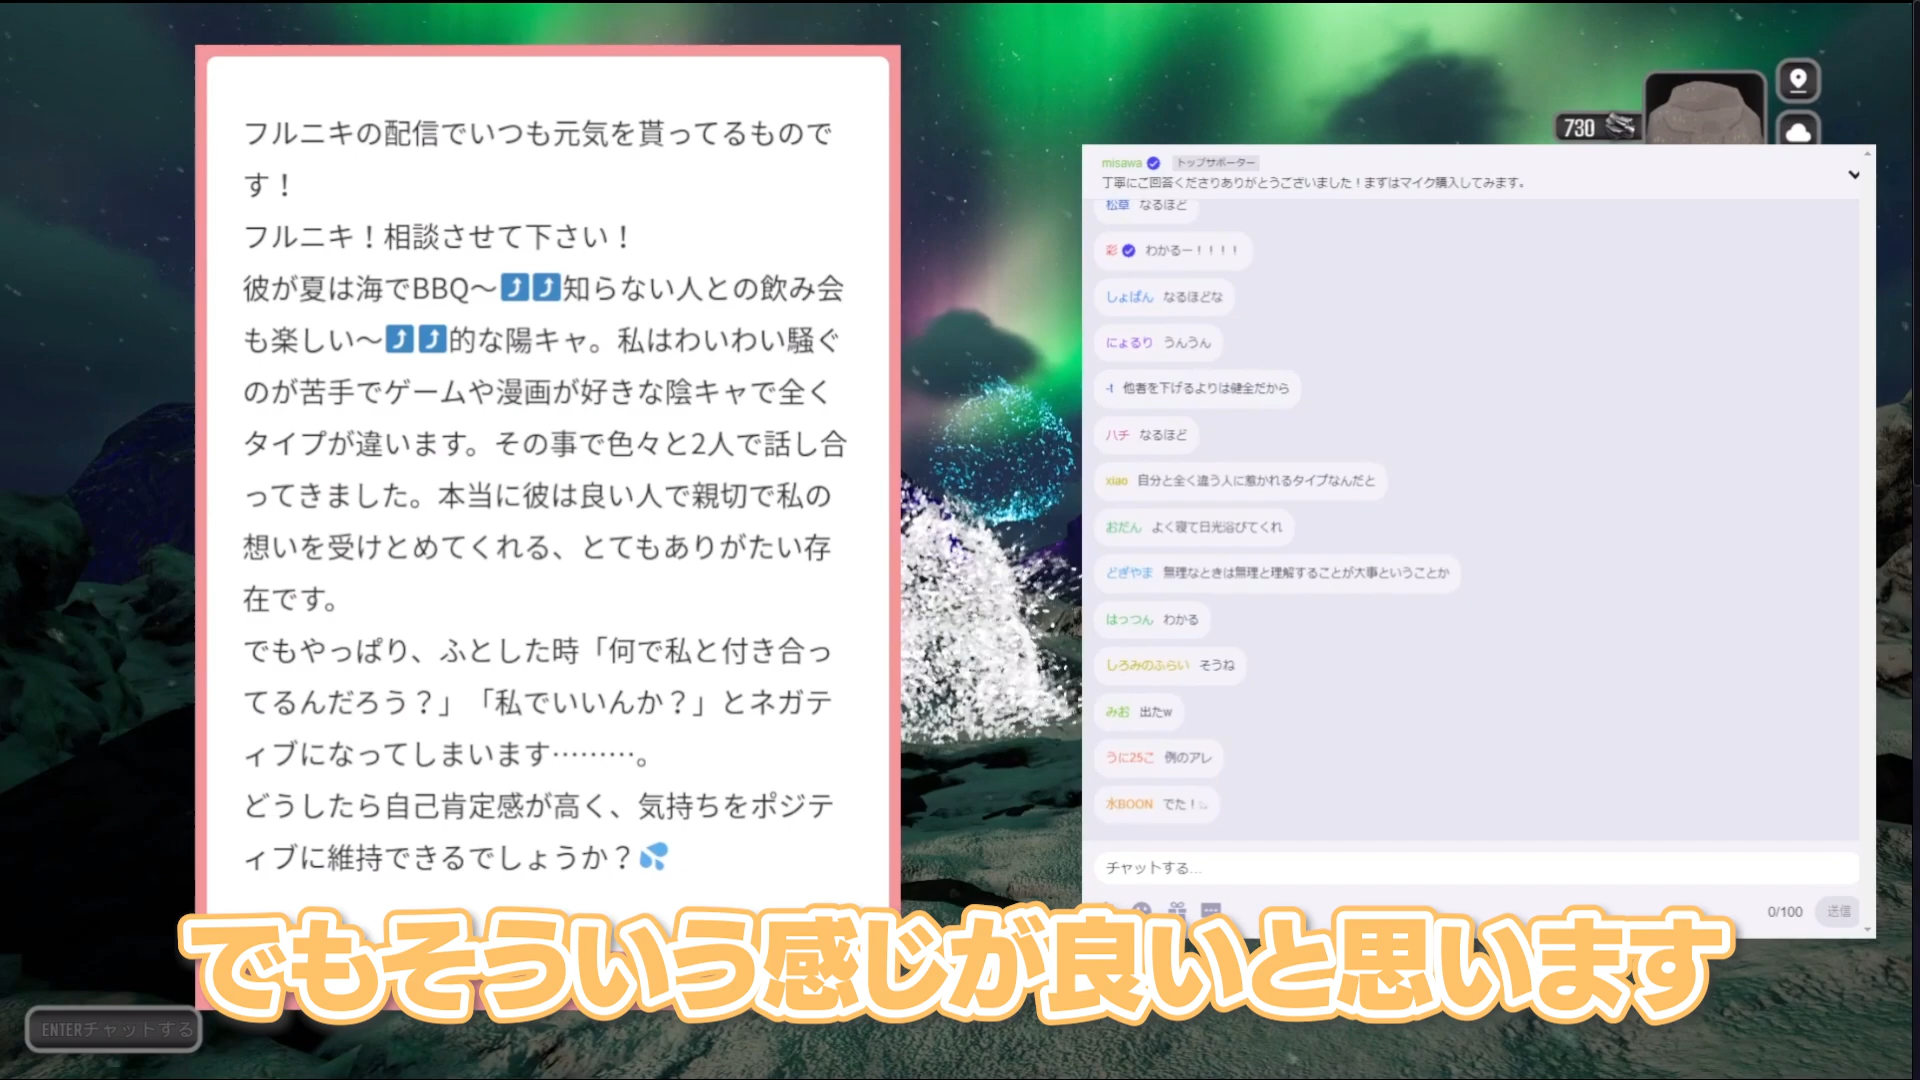 フルニキの配信でいつも元気を貰ってるもので
す！
フルニキ！相談させて下さい！
彼が夏は海でBBQ〜⤴️⤴️知らない人との飲み会
も楽しい〜⤴️⤴️的な陽キャ。私はわいわい騒ぐ
のが苦手でゲームや漫画が好きな陰キャで全く
タイプが違います。その事で色々と2人で話し合
ってきました。本当に彼は良い人で親切で私の
想いを受けとめてくれる、とてもありがたい存
在です。
でもやっぱり、ふとした時「何で私と付き合っ
てるんだろう？」「私でいいんか？」とネガテ
ィブになってしまいます………。
どうしたら自己肯定感が高く、気持ちをポジテ
ィブに維持できるでしょうか？💦
730
misawa トップサポーター
丁寧にご回答くださりありがとうございました！まずはマイク購入してみます。
松草 なるほど
彩 わかるー！！！！
しょぱん なるほどな
にょるり うんうん
-t 他者を下げるよりは健全だから
ハチ なるほど
xiao 自分と全く違う人に惹かれるタイプなんだと
おだん よく寝て日光浴びてくれ
どぎやま 無理なときは無理と理解することが大事ということか
はっつん わかる
しろみのふらい そうね
みお 出たw
うに25こ 例のアレ
水BOON でた！
チャットする...
0/100 送信
でもそういう感じが良いと思います
ENTERチャットする